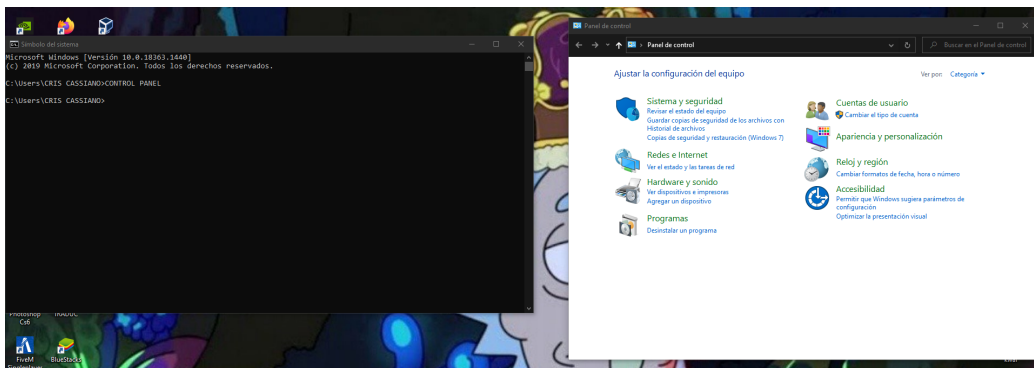 Símbolo del sistema
Microsoft Windows [Versión 10.0.18363.1440]
(c) 2019 Microsoft Corporation. Todos los derechos reservados.
C:\Users\CRIS CASSIANO>CONTROL PANEL
C:\Users\CRIS CASSIANO>
Photoshop
Cs6
FiveM
BlueStacks
Singleplayer
Panel de control
Panel de control
Buscar en el Panel de control
Ajustar la configuración del equipo
Ver por: Categoría
Sistema y seguridad
Revisar el estado del equipo
Guardar copias de seguridad de los archivos con
Historial de archivos
Copias de seguridad y restauración (Windows 7)
Redes e Internet
Ver el estado y las tareas de red
Hardware y sonido
Ver dispositivos e impresoras
Agregar un dispositivo
Programas
Desinstalar un programa
Cuentas de usuario
Cambiar el tipo de cuenta
Apariencia y personalización
Reloj y región
Cambiar formatos de fecha, hora o número
Accesibilidad
Permitir que Windows sugiera parámetros de
configuración
Optimizar la presentación visual